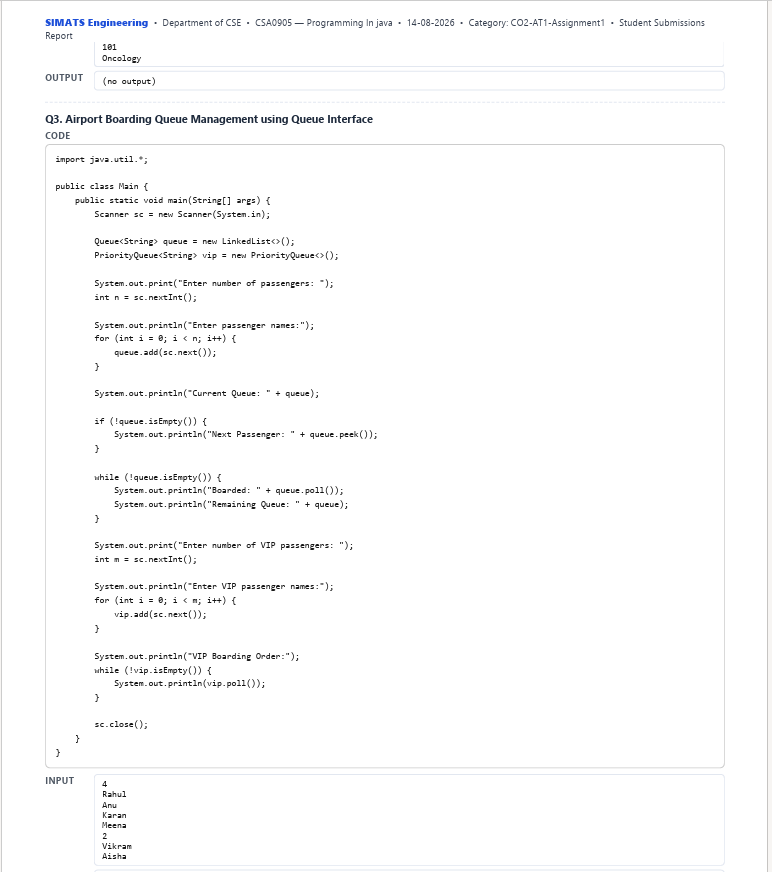 SIMATS Engineering • Department of CSE • CSA0905 — Programming In java • 14-08-2026 • Category: CO2-AT1-Assignment1 • Student Submissions
Report
101
Oncology
OUTPUT
(no output)
Q3. Airport Boarding Queue Management using Queue Interface
CODE
import java.util.*;

public class Main {
    public static void main(String[] args) {
        Scanner sc = new Scanner(System.in);

        Queue<String> queue = new LinkedList<>();
        PriorityQueue<String> vip = new PriorityQueue<>();

        System.out.print("Enter number of passengers: ");
        int n = sc.nextInt();

        System.out.println("Enter passenger names:");
        for (int i = 0; i < n; i++) {
            queue.add(sc.next());
        }

        System.out.println("Current Queue: " + queue);

        if (!queue.isEmpty()) {
            System.out.println("Next Passenger: " + queue.peek());
        }

        while (!queue.isEmpty()) {
            System.out.println("Boarded: " + queue.poll());
            System.out.println("Remaining Queue: " + queue);
        }

        System.out.print("Enter number of VIP passengers: ");
        int m = sc.nextInt();

        System.out.println("Enter VIP passenger names:");
        for (int i = 0; i < m; i++) {
            vip.add(sc.next());
        }

        System.out.println("VIP Boarding Order:");
        while (!vip.isEmpty()) {
            System.out.println(vip.poll());
        }

        sc.close();
    }
}
INPUT
4
Rahul
Anu
Karan
Meena
2
Vikram
Aisha